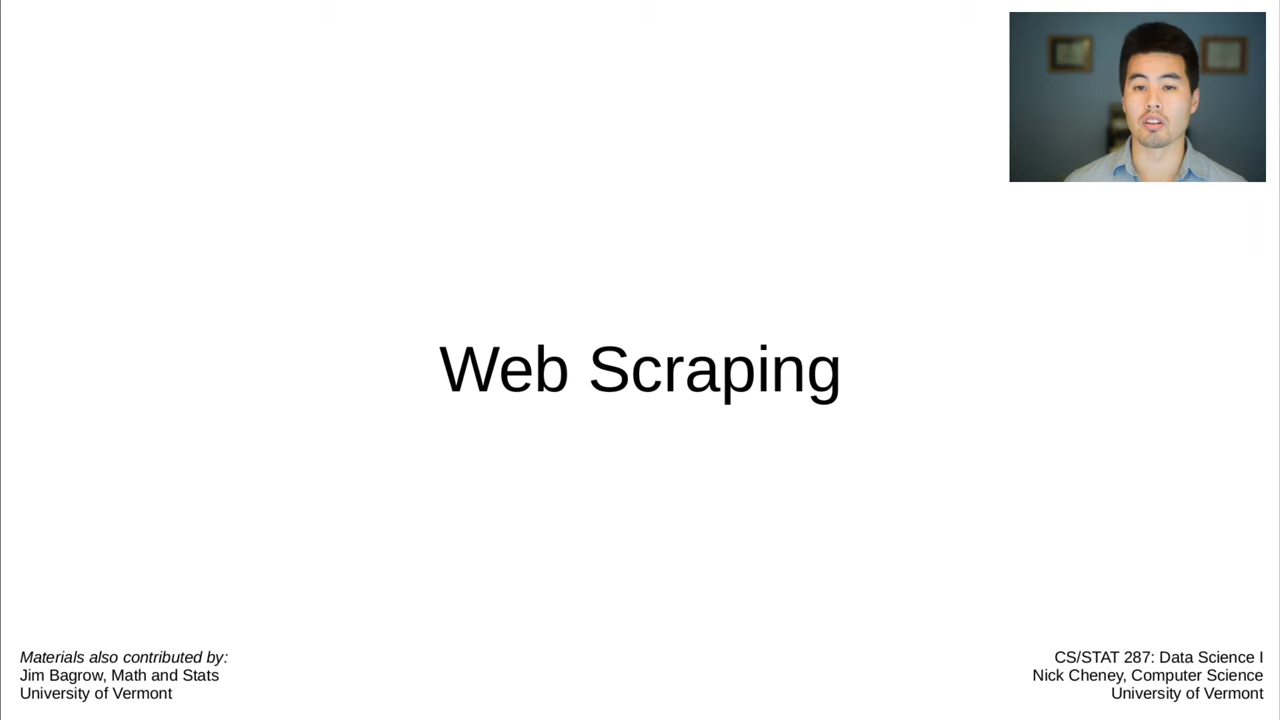 Web Scraping
Materials also contributed by:
Jim Bagrow, Math and Stats
University of Vermont
CS/STAT 287: Data Science I
Nick Cheney, Computer Science
University of Vermont